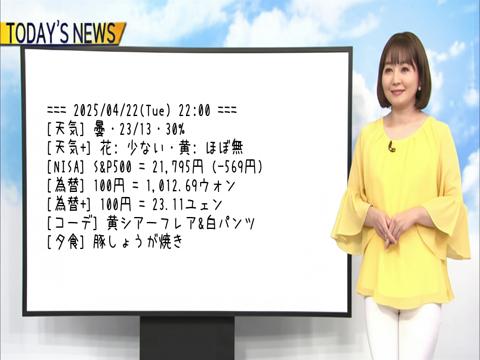 TODAY'S NEWS
=== 2025/04/22(Tue) 22:00 ===
[天気] 曇・23/13・30%
[天気+] 花: 少ない・黄: ほぼ無
[NISA] S&P500 = 21,795円 (-569円)
[為替] 100円 = 1,012.69ウォン
[為替+] 100円 = 23.11ユェン
[コーデ] 黄シアーフレア&白パンツ
[夕食] 豚しょうが焼き